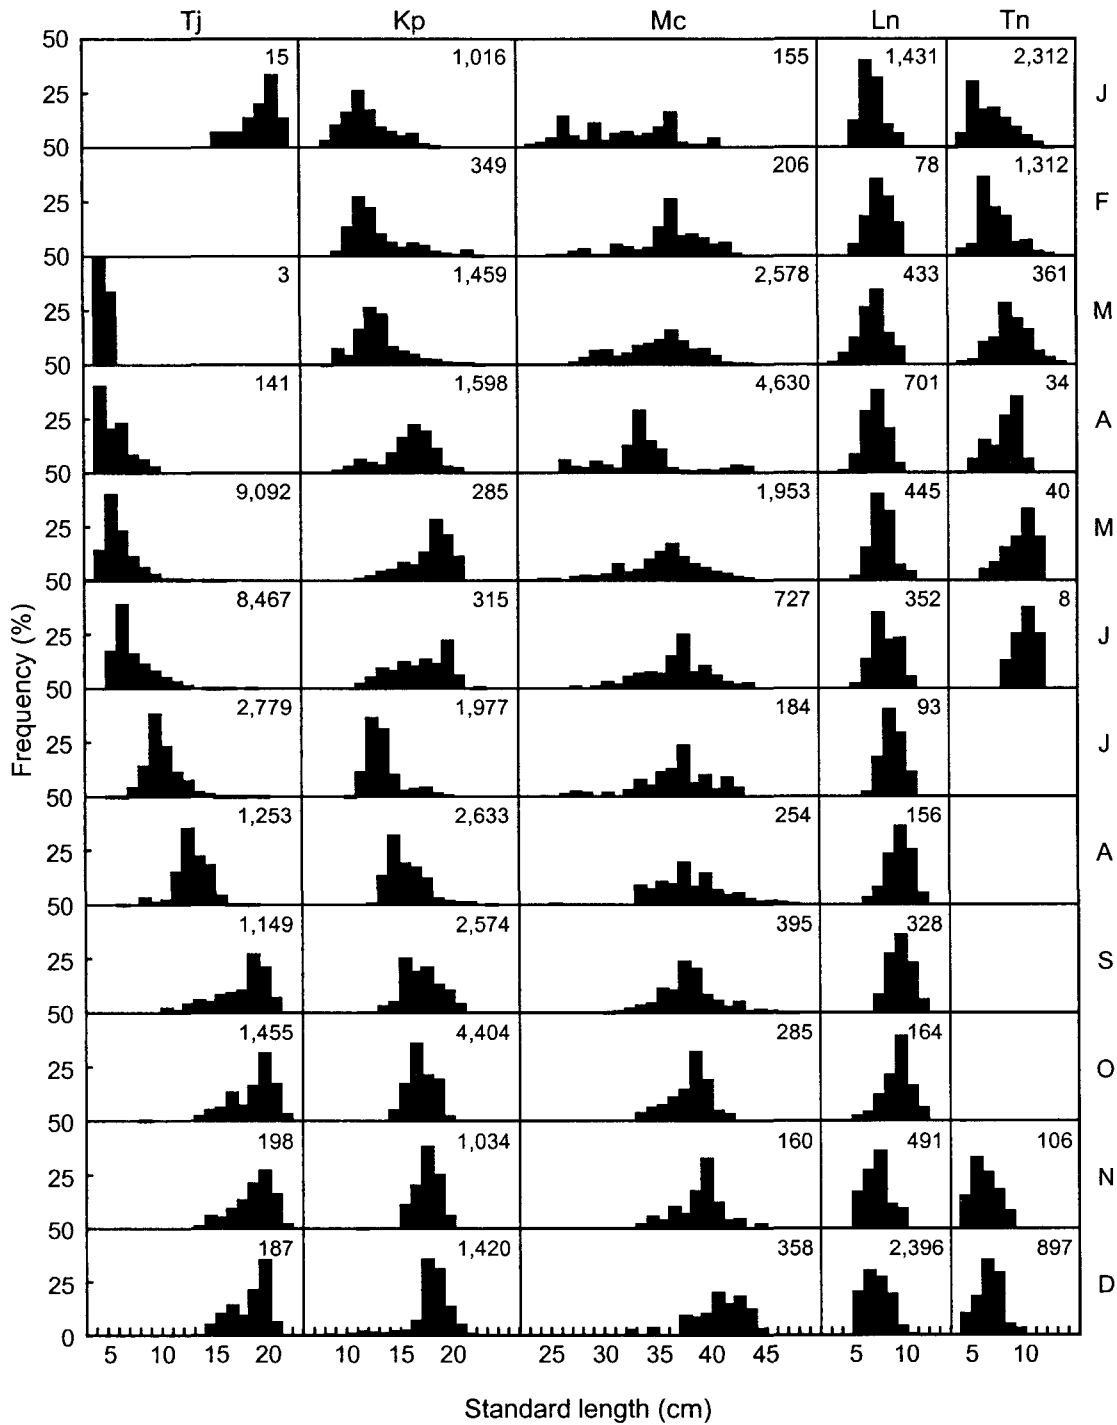 Tj Kp Mc Ln Tn
50 15 1,016 155 1,431 2,312
25 J
50 349 206 78 1,312
25 F
50 3 1,459 2,578 433 361
25 M
50 141 1,598 4,630 701 34
25 A
50 9,092 285 1,953 445 40
25 M
50 8,467 315 727 352 8
25 J
50 2,779 1,977 184 93
25 J
50 1,253 2,633 254 156
25 A
50 1,149 2,574 395 328
25 S
50 1,455 4,404 285 164
25 O
50 198 1,034 160 491 106
25 N
50 187 1,420 358 2,396 897
25 D
0
5 10 15 20 10 15 20 25 30 35 40 45 5 10 5 10
Standard length (cm)
Frequency (%)